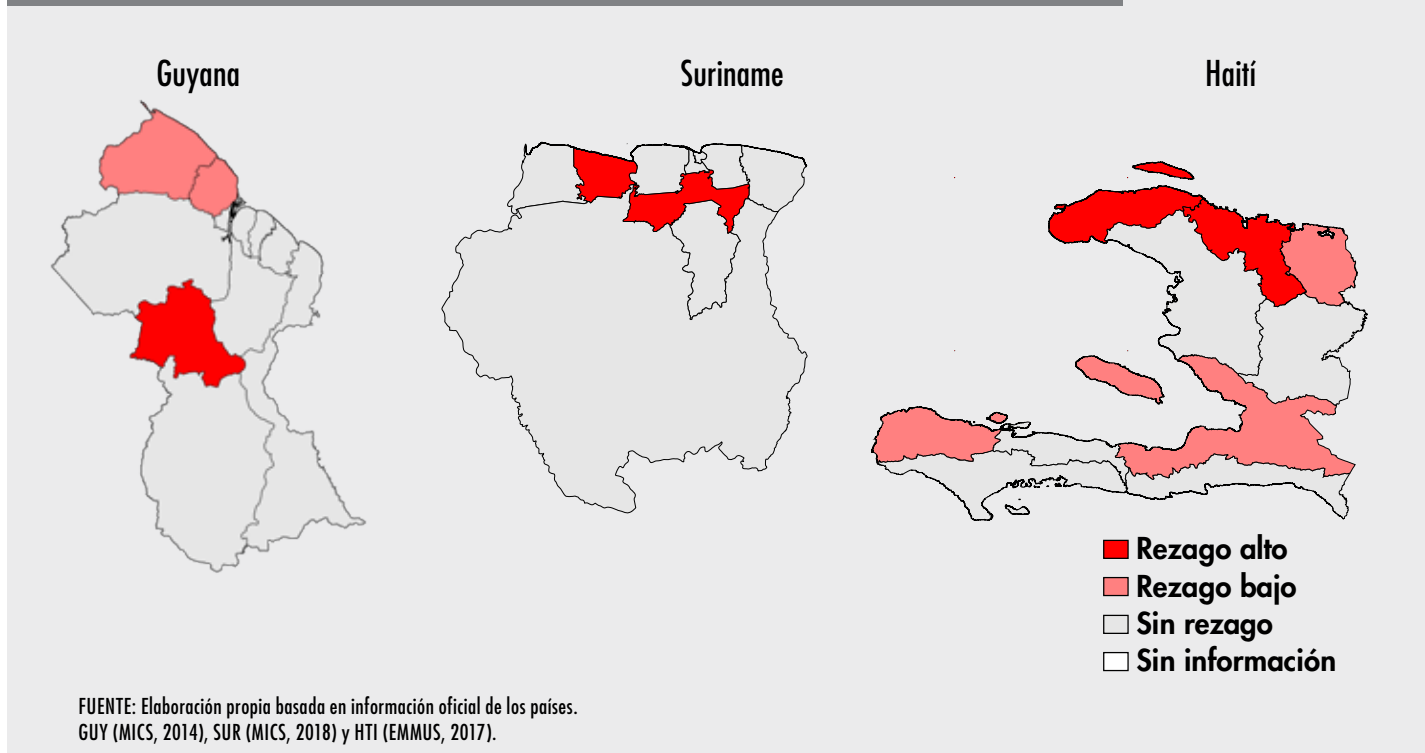 Guyana
Suriname
Haití
Rezago alto
Rezago bajo
Sin rezago
Sin información
FUENTE: Elaboración propia basada en información oficial de los países.
GUY (MICS, 2014), SUR (MICS, 2018) y HTI (EMMUS, 2017).